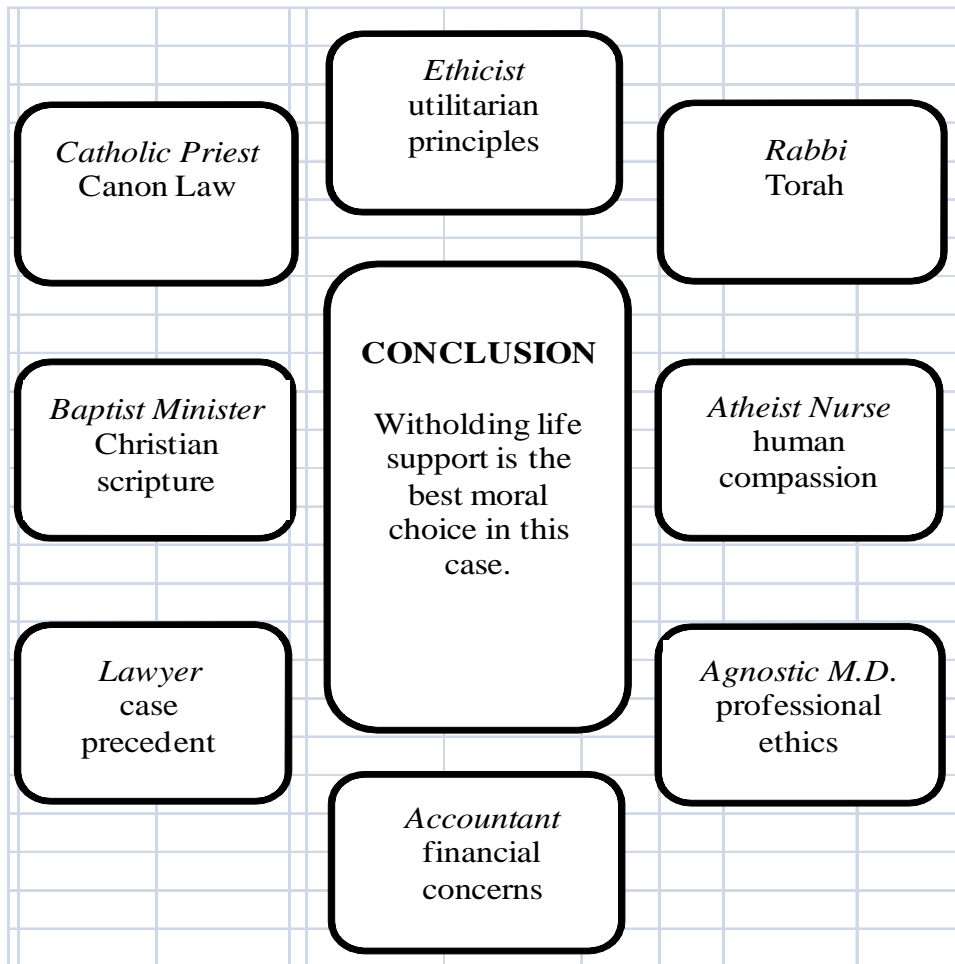 Ethicist
utilitarian
principles
Catholic Priest
Canon Law
Rabbi
Torah
CONCLUSION
Witholding life
support is the
best moral
choice in this
case.
Baptist Minister
Christian
scripture
Atheist Nurse
human
compassion
Lawyer
case
precedent
Agnostic M.D.
professional
ethics
Accountant
financial
concerns